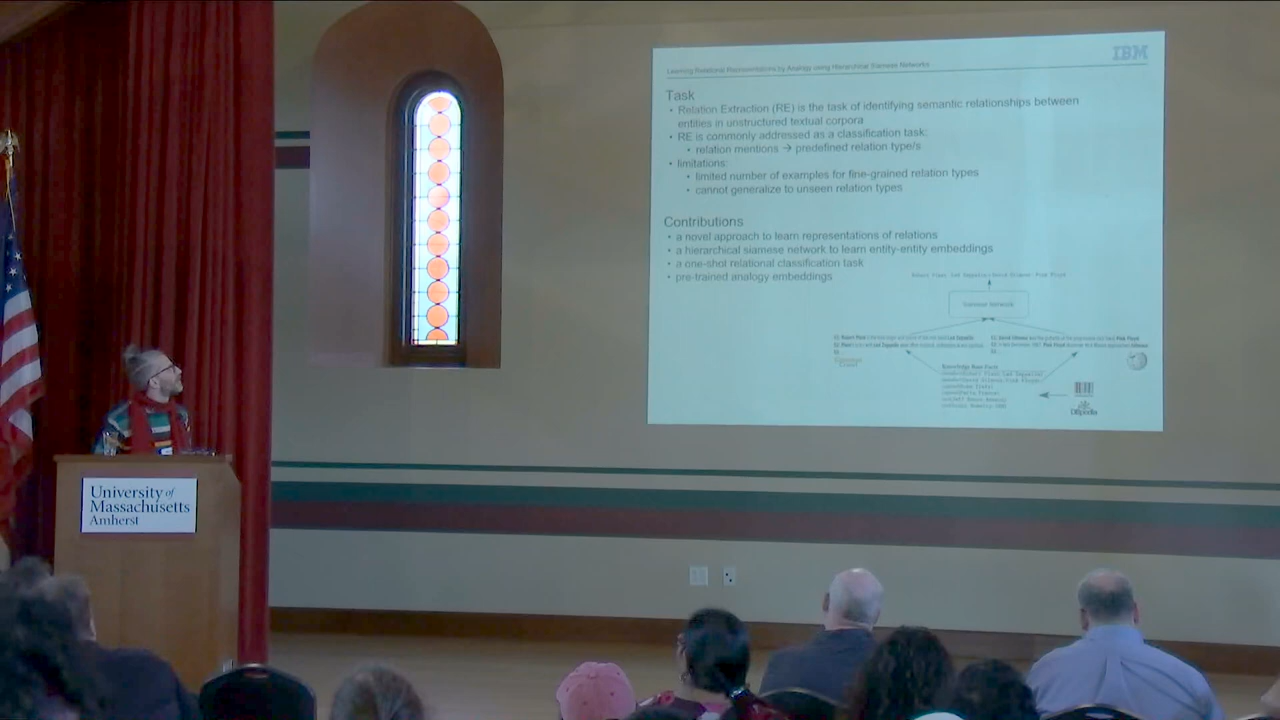 IBM
Learning Relational Representations by Analogy using Hierarchical Siamese Networks
Task
• Relation Extraction (RE) is the task of identifying semantic relationships between
entities in unstructured textual corpora
• RE is commonly addressed as a classification task:
• relation mentions → predefined relation type/s
• limitations:
• limited number of examples for fine-grained relation types
• cannot generalize to unseen relation types
Contributions
• a novel approach to learn representations of relations
• a hierarchical siamese network to learn entity-entity embeddings
• a one-shot relational classification task
• pre-trained analogy embeddings
Siamese Network
Knowledge Base Facts
DBpedia
University of
Massachusetts
Amherst